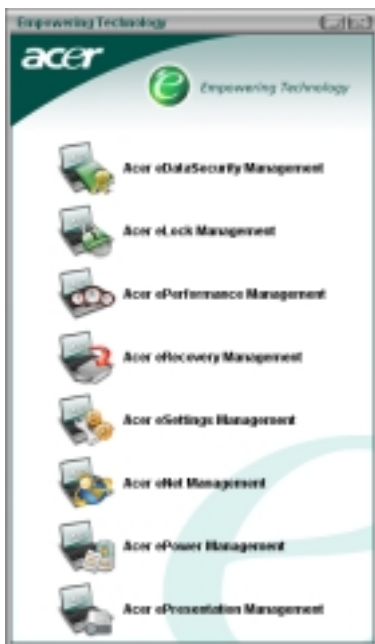 Empowering Technology
acer
e Empowering Technology
Acer eDataSecurity Management
Acer eLock Management
Acer ePerformance Management
Acer eRecovery Management
Acer eSettings Management
Acer eNet Management
Acer ePower Management
Acer ePresentation Management